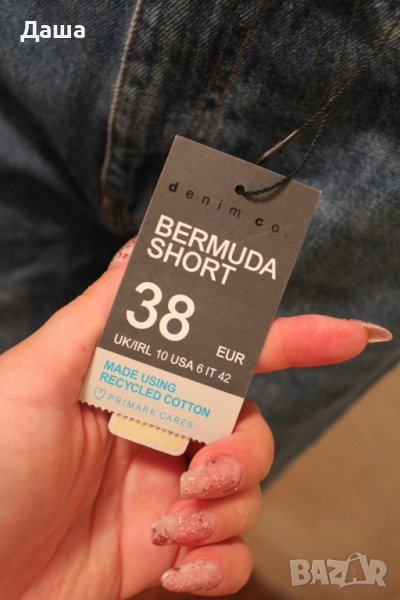 Даша
denim co.
BERMUDA
SHORT
38 EUR
UK/IRL 10 USA 6 IT 42
MADE USING
RECYCLED COTTON
PRIMARK CARES
BAZAR